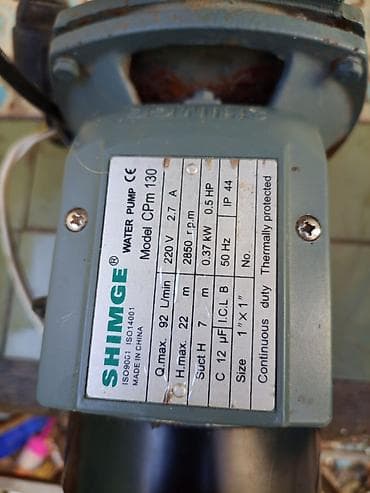 SHIMGE® WATER PUMP CE
ISO9001 ISO14001 Model CPm 130
MADE IN CHINA
Q.max. 92 L/min 220 V 2.7 A
H.max. 22 m 2850 r.p.m
Suct H 7 m 0.37 kW 0.5 HP
C 12 µF I.C.L B 50 Hz IP 44
Size 1"×1" No.
Continuous duty Thermally protected